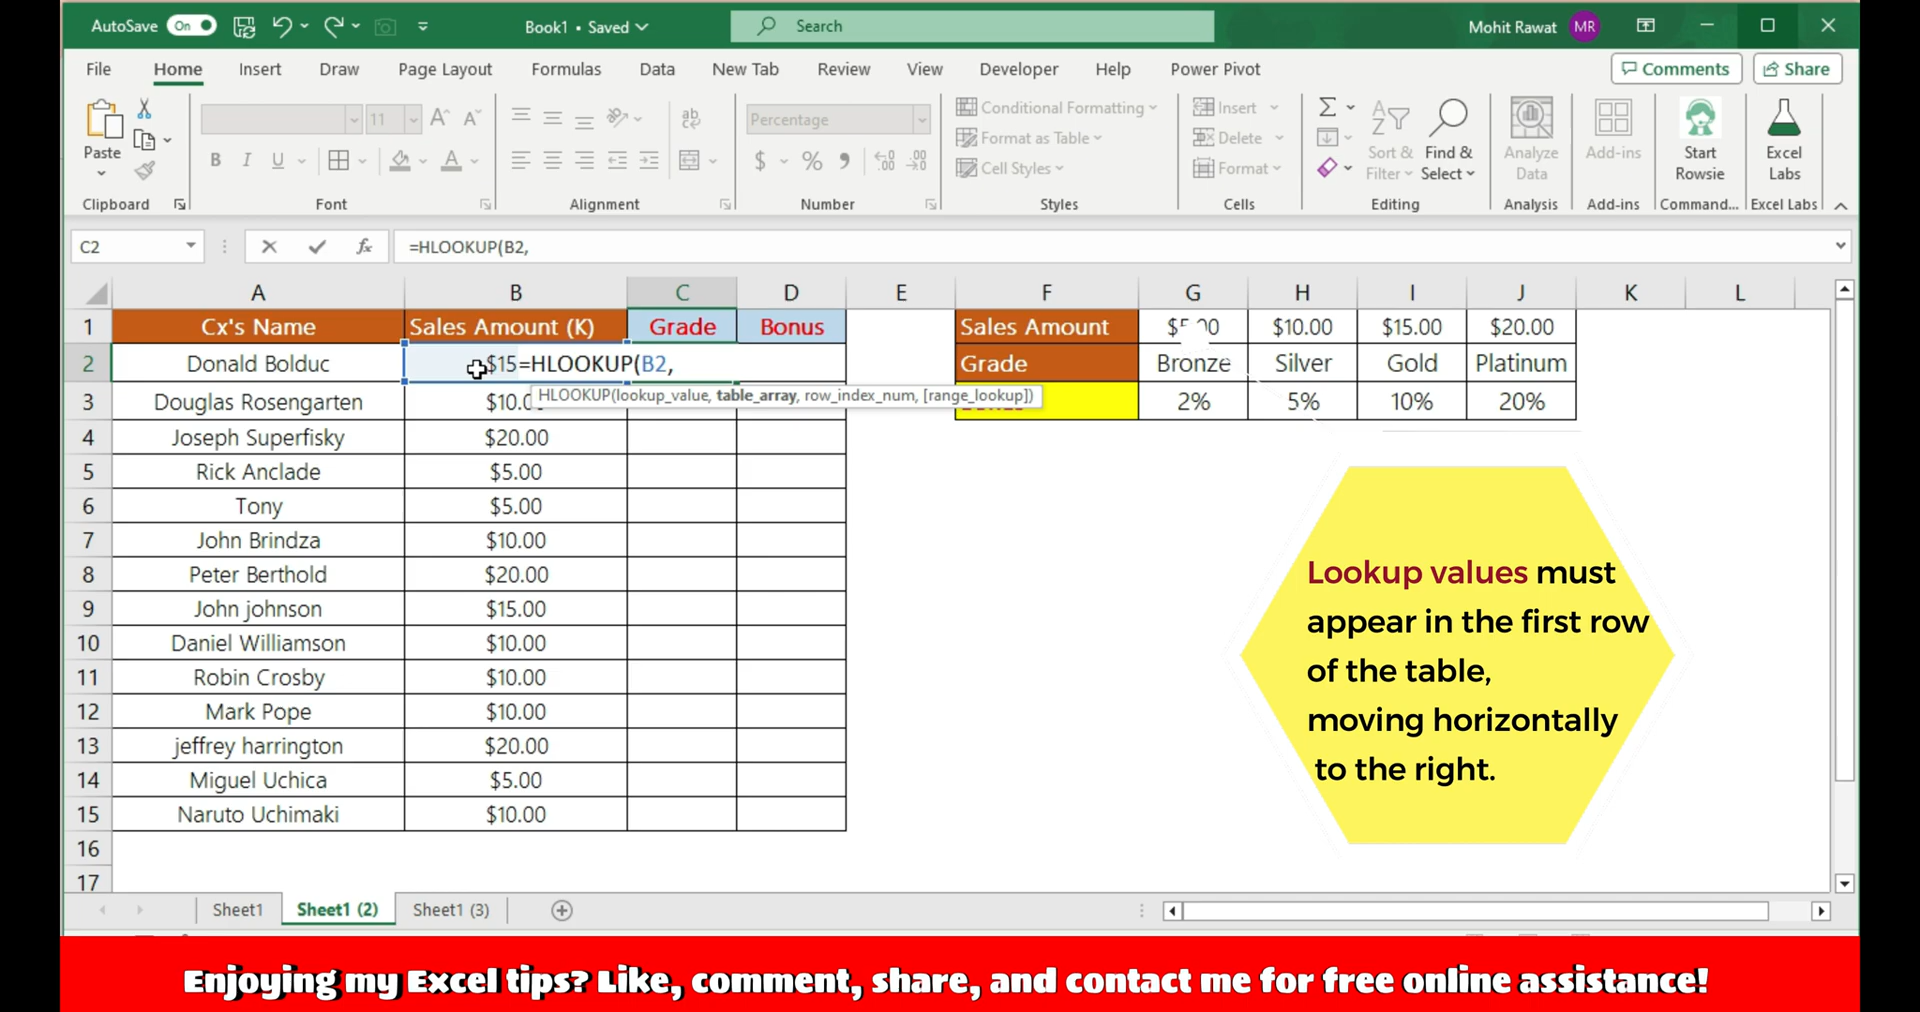 AutoSave On Book1 • Saved Search Mohit Rawat MR
File Home Insert Draw Page Layout Formulas Data New Tab Review View Developer Help Power Pivot Comments Share
Paste 11 A^ A˅ ab Percentage Conditional Formatting Insert Σ A Z
B I U A $ % , Format as Table Delete
Cell Styles Format
Sort & Filter Find & Select Analyze Data Add-ins Start Rowsie Excel Labs
Clipboard Font Alignment Number Styles Cells Editing Analysis Add-ins Command... Excel Labs
C2 fx =HLOOKUP(B2,
A B C D E F G H I J K L
1 Cx's Name Sales Amount (K) Grade Bonus Sales Amount $10.00 $15.00 $20.00
2 Donald Bolduc $15=HLOOKUP(B2, Grade Bronze Silver Gold Platinum
HLOOKUP(lookup_value, table_array, row_index_num, [range_lookup])
3 Douglas Rosengarten $10.0 2% 5% 10% 20%
4 Joseph Superfisky $20.00
5 Rick Anclade $5.00
6 Tony $5.00
7 John Brindza $10.00
8 Peter Berthold $20.00
9 John johnson $15.00
10 Daniel Williamson $10.00
11 Robin Crosby $10.00
12 Mark Pope $10.00
13 jeffrey harrington $20.00
14 Miguel Uchica $5.00
15 Naruto Uchimaki $10.00
16
17
Lookup values must
appear in the first row
of the table,
moving horizontally
to the right.
Sheet1 Sheet1 (2) Sheet1 (3)
Enjoying my Excel tips? Like, comment, share, and contact me for free online assistance!